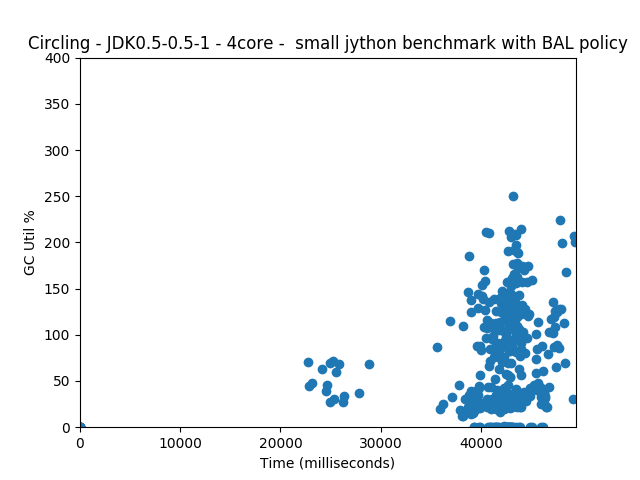 Circling - JDK0.5-0.5-1 - 4core -  small jython benchmark with BAL policy
400
350
300
250
200
150
100
50
0
GC Util %
0 10000 20000 30000 40000
Time (milliseconds)